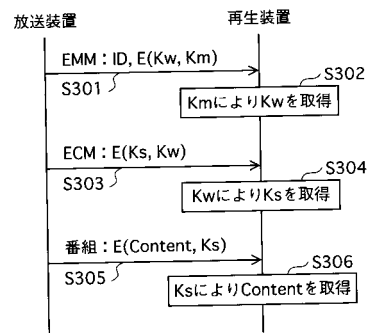 放送装置
再生装置
EMM：ID, E(Kw, Km)
S301
S302
KmによりKwを取得
ECM：E(Ks, Kw)
S303
S304
KwによりKsを取得
番組：E(Content, Ks)
S305
S306
KsによりContentを取得